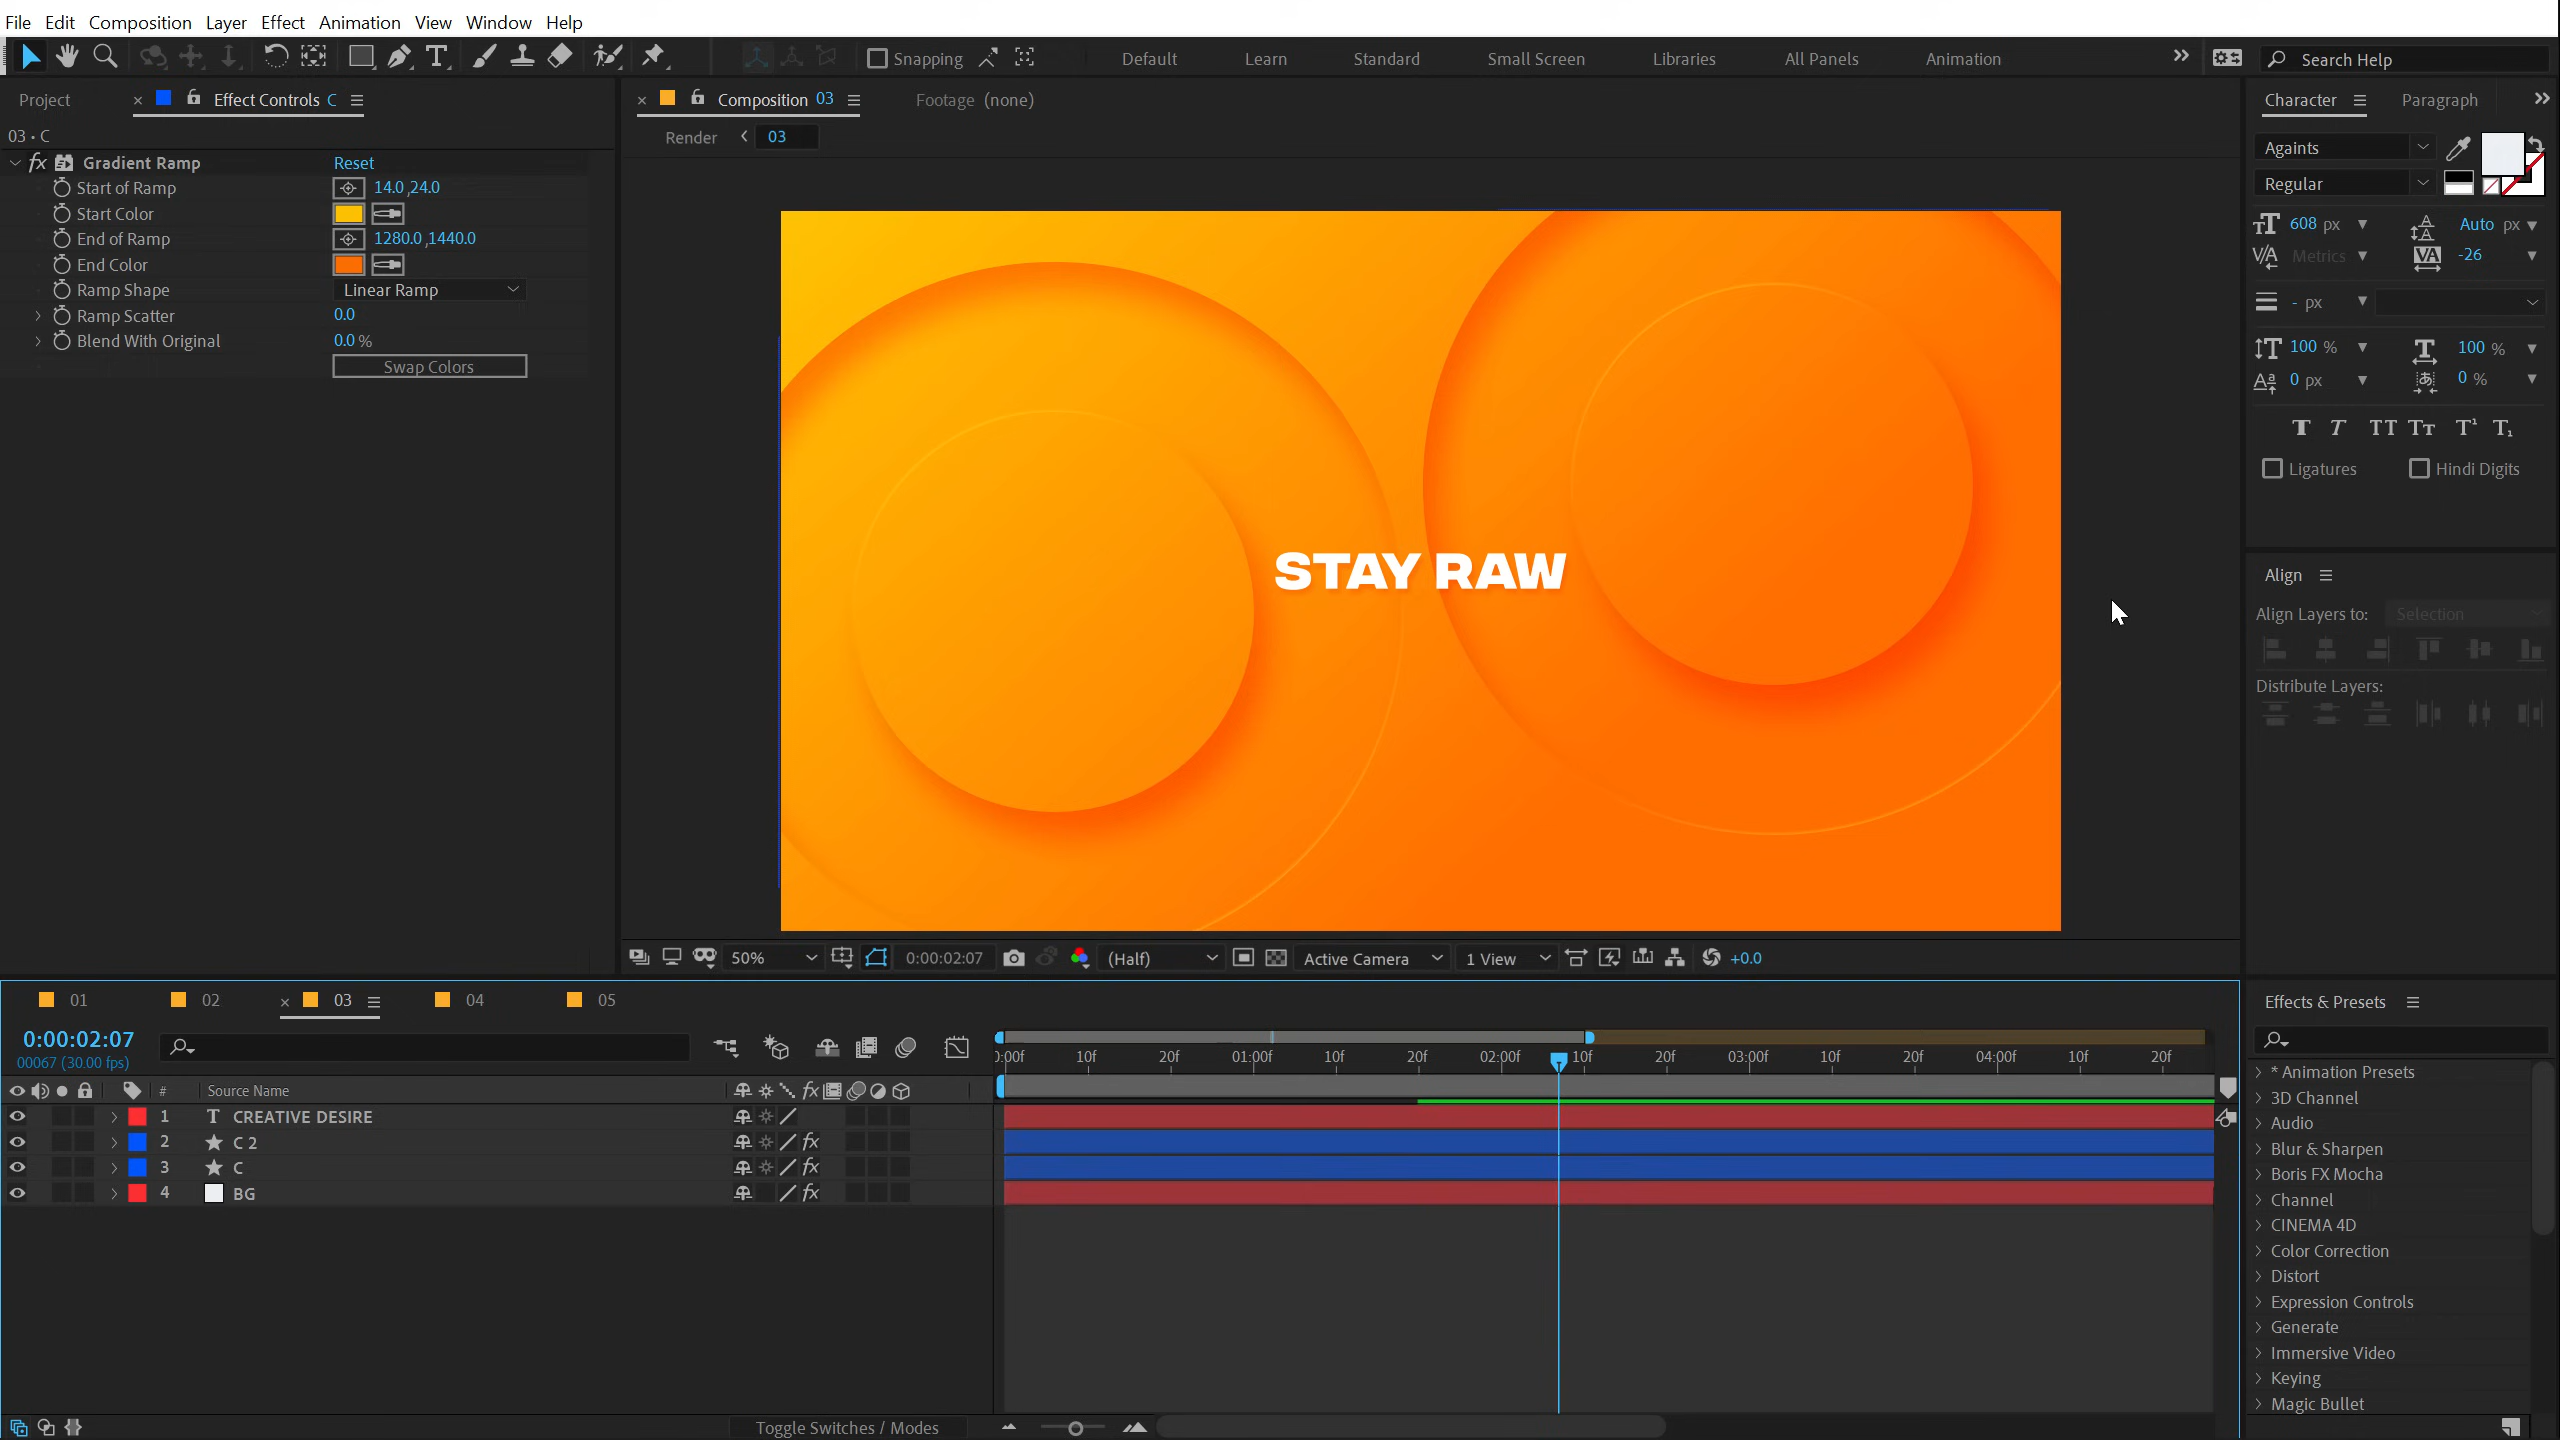 File Edit Composition Layer Effect Animation View Window Help
Snapping Default Learn Standard Small Screen Libraries All Panels Animation Search Help
Project Effect Controls C
03 • C
fx Gradient Ramp Reset
Start of Ramp 14.0,24.0
Start Color
End of Ramp 1280.0,1440.0
End Color
Ramp Shape Linear Ramp
Ramp Scatter 0.0
Blend With Original 0.0 %
Swap Colors
Composition 03 Footage (none)
Render 03
STAY RAW
50% 0:00:02:07 (Half) Active Camera 1 View +0.0
Character Paragraph
Againts
Regular
608 px Auto px
Metrics -26
- px
100 % 100 %
0 px 0 %
Ligatures Hindi Digits
Align
Align Layers to: Selection
Distribute Layers:
01 02 03 04 05
0:00:02:07
00067 (30.00 fps)
# Source Name
1 T CREATIVE DESIRE
2 C 2 fx
3 C fx
4 BG fx
0:00f 10f 20f 01:00f 10f 20f 02:00f 10f 20f 03:00f 10f 20f 04:00f 10f 20f
Toggle Switches / Modes
Effects & Presets
* Animation Presets
3D Channel
Audio
Blur & Sharpen
Boris FX Mocha
Channel
CINEMA 4D
Color Correction
Distort
Expression Controls
Generate
Immersive Video
Keying
Magic Bullet